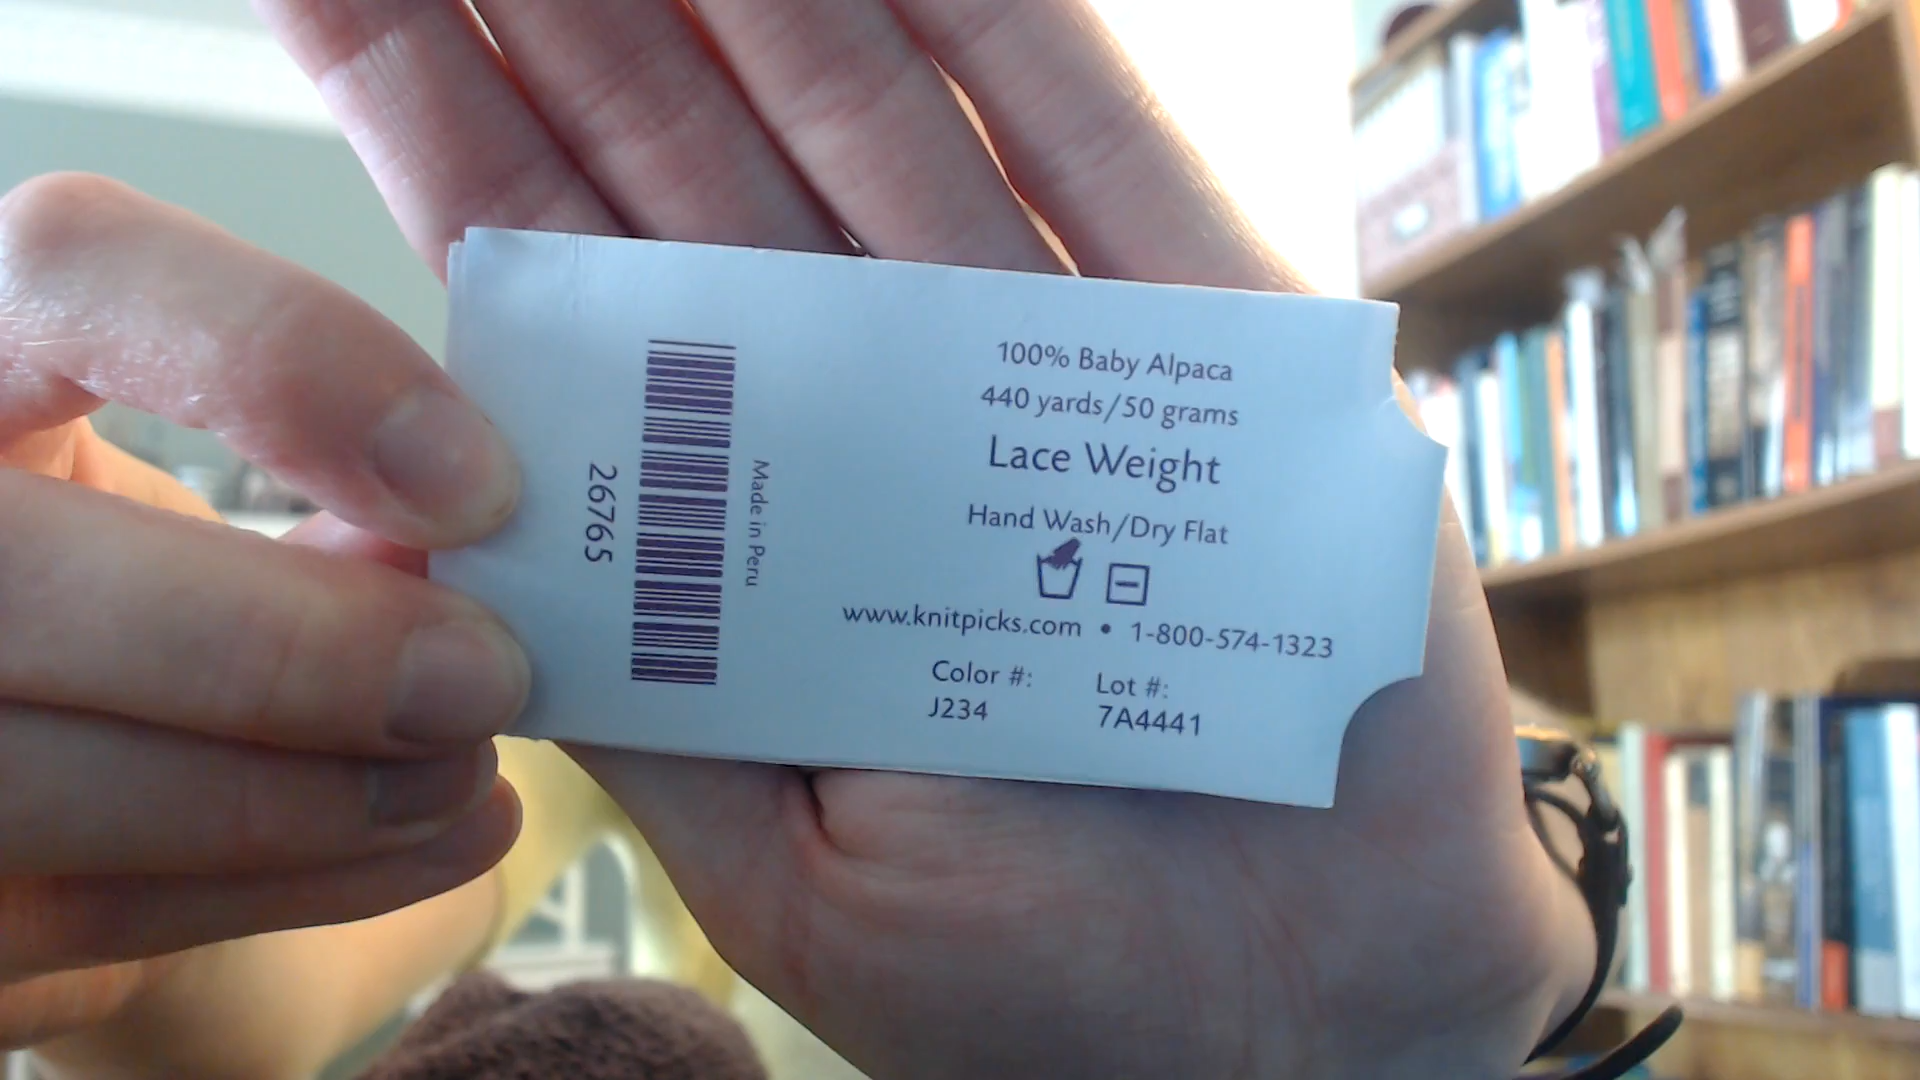 100% Baby Alpaca
440 yards/50 grams
Lace Weight
Hand Wash/Dry Flat
www.knitpicks.com • 1-800-574-1323
Color #: Lot #:
J234 7A4441
Made in Peru
26765